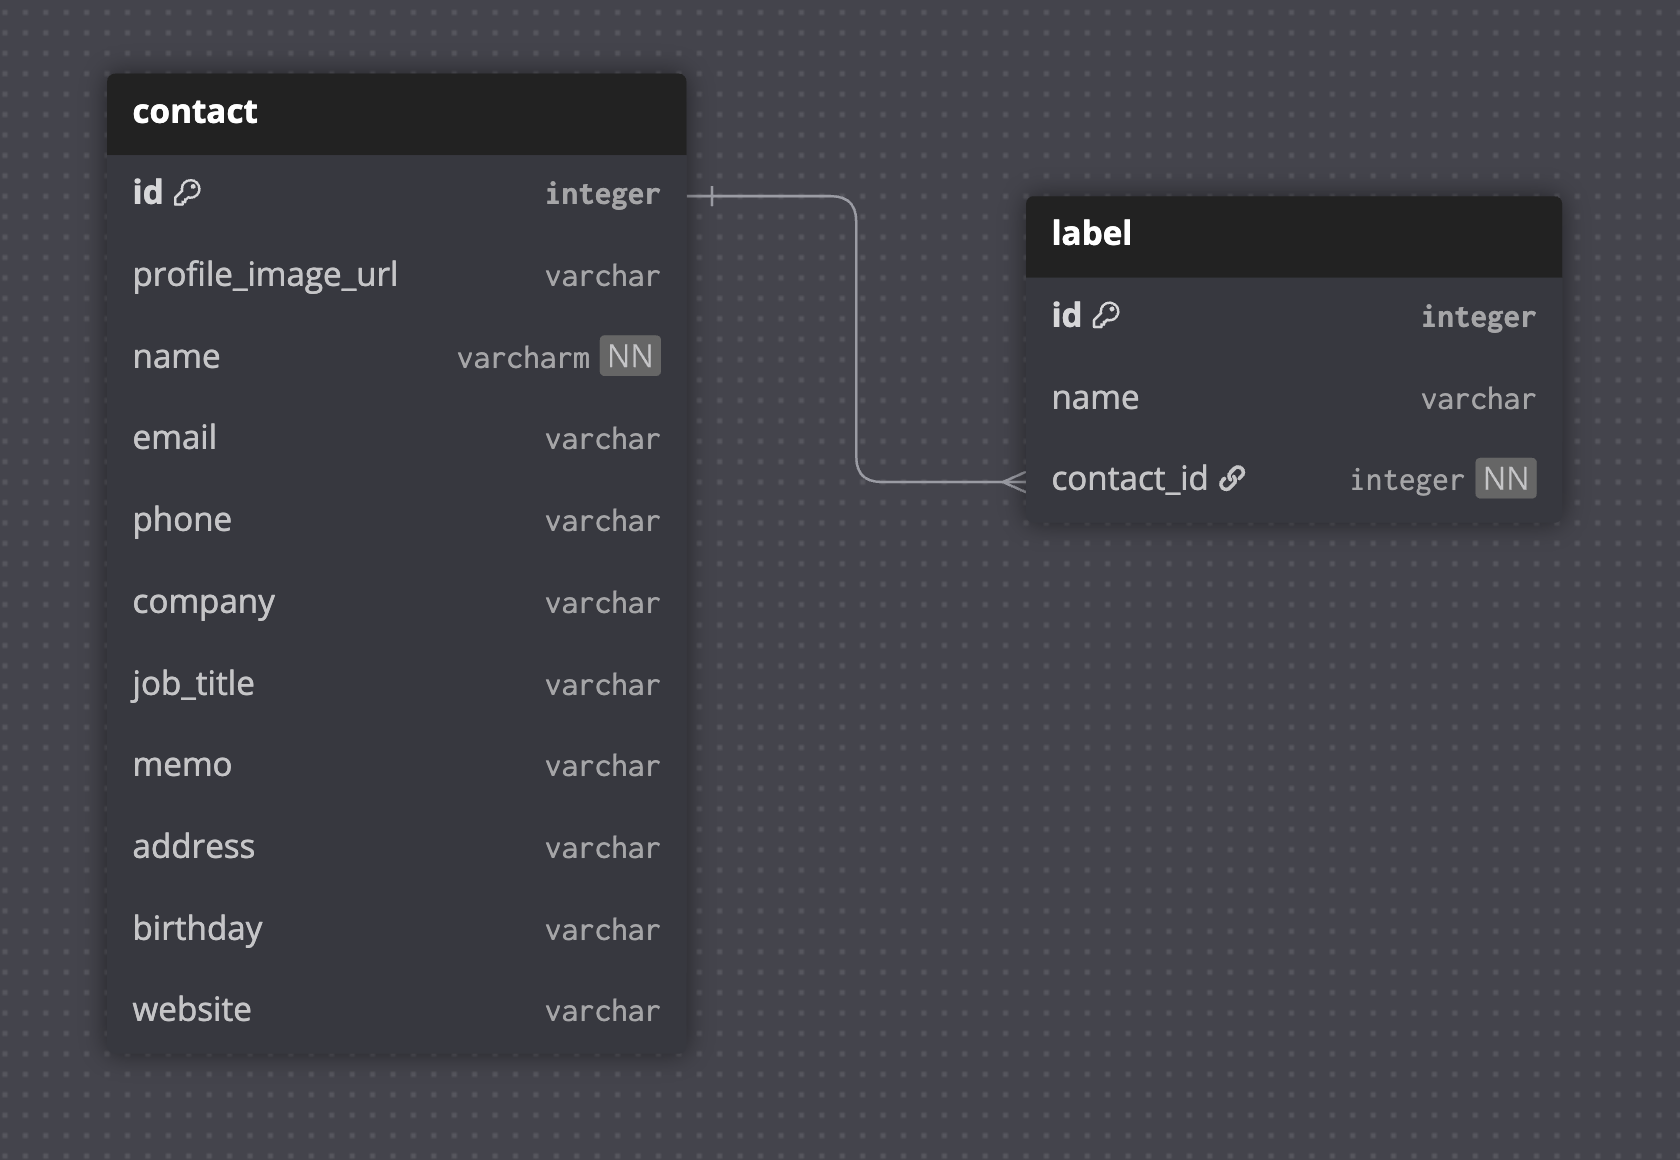 contact
id integer
profile_image_url varchar
name varcharm NN
email varchar
phone varchar
company varchar
job_title varchar
memo varchar
address varchar
birthday varchar
website varchar
label
id integer
name varchar
contact_id integer NN